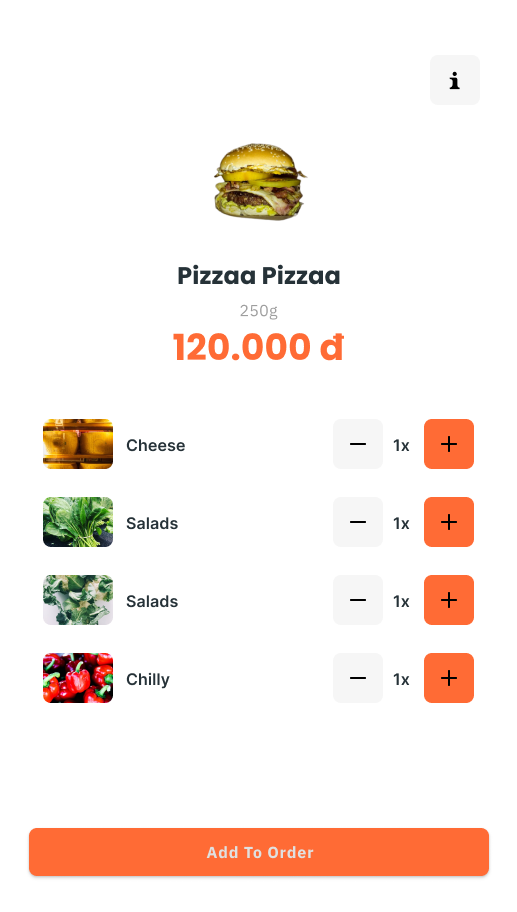 i
Pizzaa Pizzaa
250g
120.000 đ
Cheese
1x
Salads
1x
Salads
1x
Chilly
1x
Add To Order